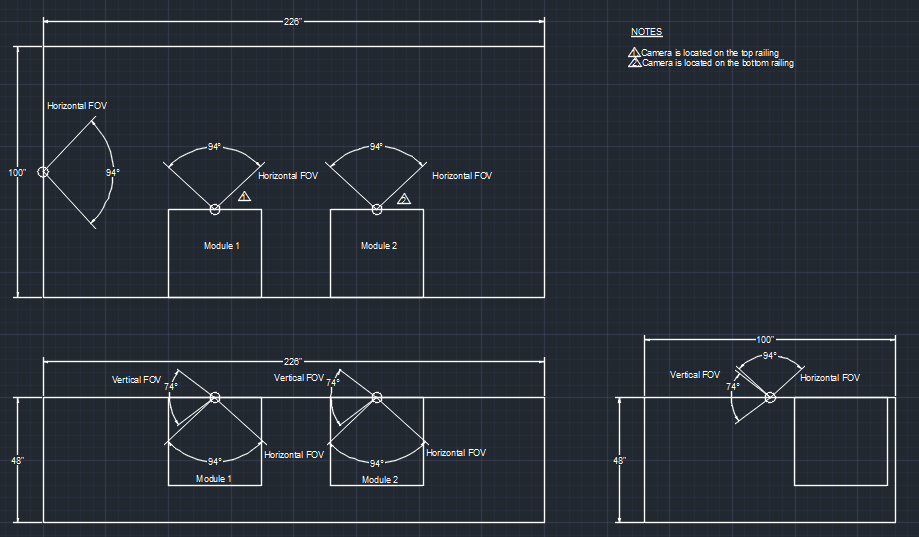 226"
NOTES
1 Camera is located on the top railing
2 Camera is located on the bottom railing
Horizontal FOV
94°
100"
94°
Horizontal FOV
1
94°
Horizontal FOV
2
Module 1
Module 2
226"
Vertical FOV
74°
Vertical FOV
74°
48"
94°
Horizontal FOV
94°
Horizontal FOV
Module 1
Module 2
100"
94°
Vertical FOV
74°
Horizontal FOV
48"